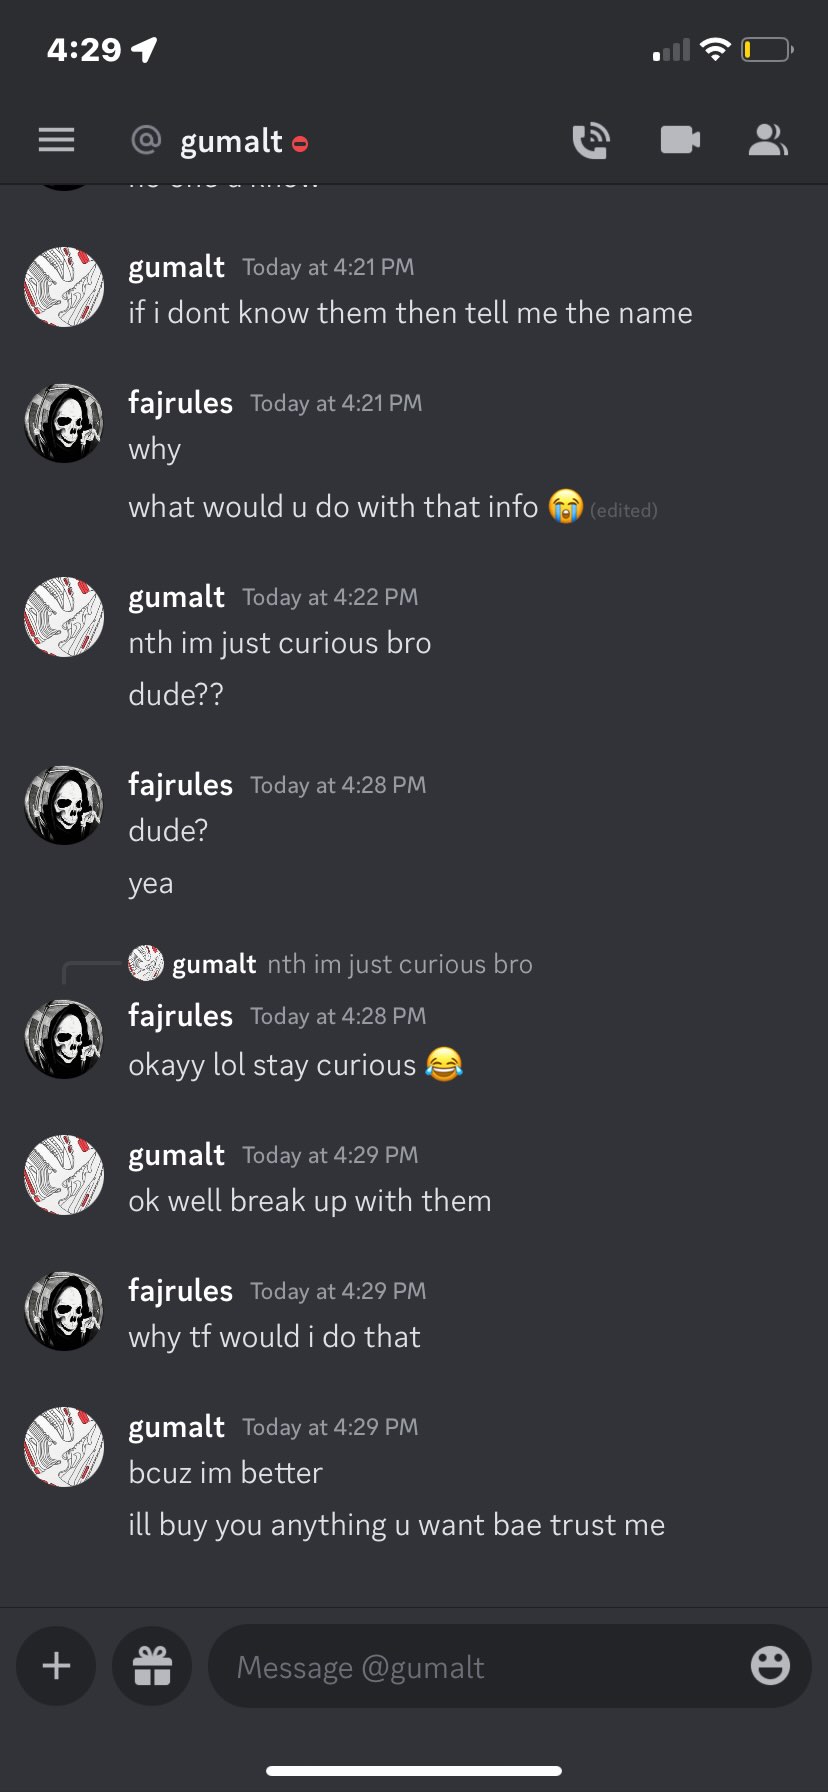 4:29
@ gumalt
gumalt Today at 4:21 PM
if i dont know them then tell me the name
fajrules Today at 4:21 PM
why
what would u do with that info 😭 (edited)
gumalt Today at 4:22 PM
nth im just curious bro
dude??
fajrules Today at 4:28 PM
dude?
yea
gumalt nth im just curious bro
fajrules Today at 4:28 PM
okayy lol stay curious 😂
gumalt Today at 4:29 PM
ok well break up with them
fajrules Today at 4:29 PM
why tf would i do that
gumalt Today at 4:29 PM
bcuz im better
ill buy you anything u want bae trust me
Message @gumalt